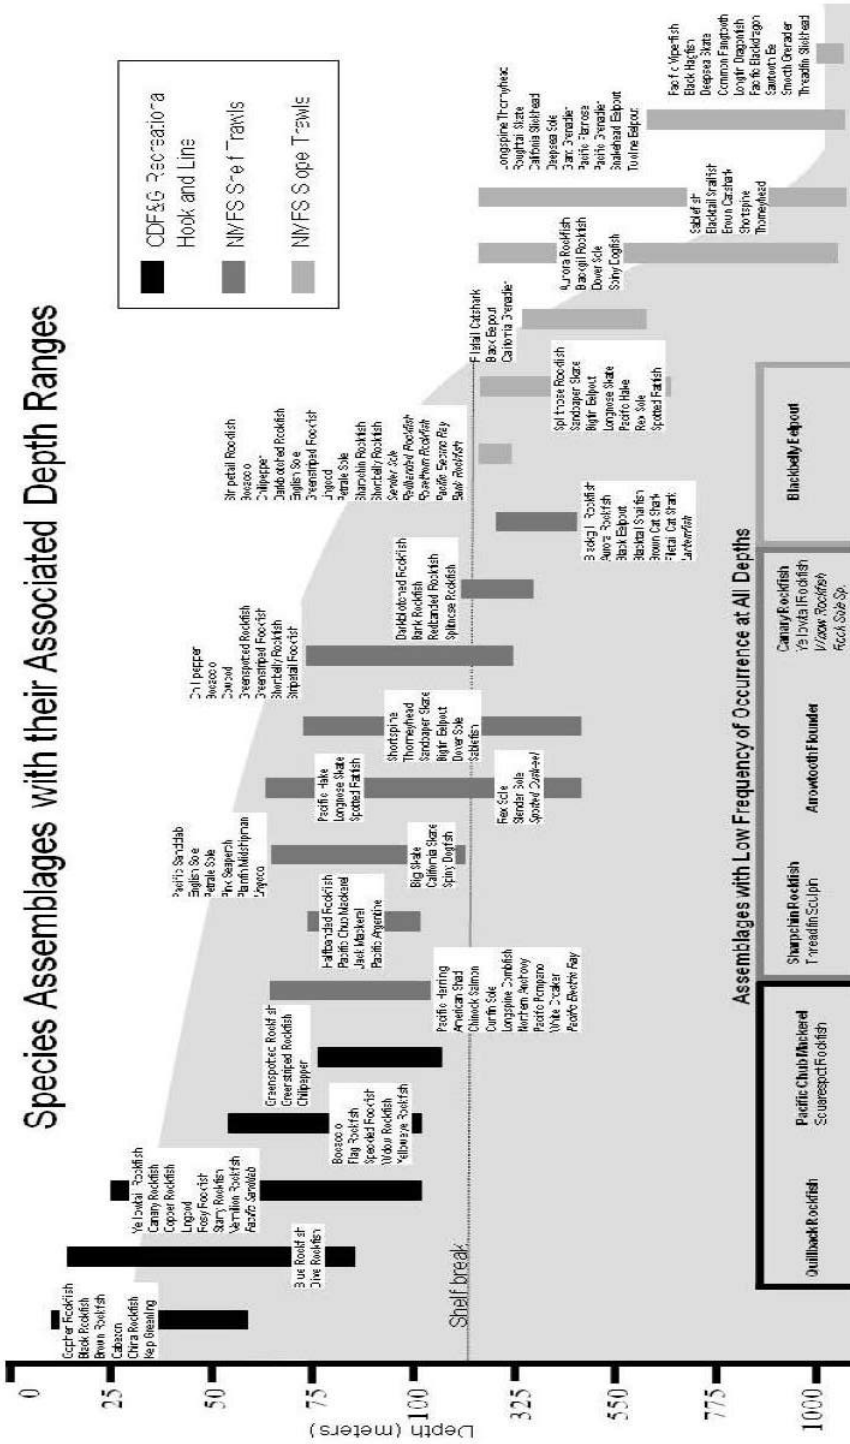 Species Assemblages with their Associated Depth Ranges
CDF&G Recreational
Hook and Line
NMFS Shelf Trawls
NMFS Slope Trawls
Depth (meters)
0
25
50
75
100
325
550
775
1000
Shelf break
Gopher Rockfish
Black Rockfish
Brown Rockfish
Cabezon
China Rockfish
Kelp Greenling
Blue Rockfish
Olive Rockfish
Yellowtail Rockfish
Canary Rockfish
Copper Rockfish
Lingcod
Rosy Rockfish
Starry Rockfish
Vermilion Rockfish
Pacific Sanddab
Bocaccio
Flag Rockfish
Speckled Rockfish
Widow Rockfish
Yelloweye Rockfish
Greenspotted Rockfish
Greenstriped Rockfish
Chilipepper
Pacific Herring
American Shad
Chinook Salmon
Curlfin Sole
Longspine Combfish
Northern Anchovy
Pacific Pompano
White Croaker
Pacific Electric Ray
Halfbanded Rockfish
Pacific Chub Mackerel
Jack Mackerel
Pacific Argentine
Pacific Sanddab
English Sole
Petrale Sole
Pink Seaperch
Plainfin Midshipman
Lingcod
Big Skate
California Skate
Spiny Dogfish
Pacific Hake
Longnose Skate
Spotted Ratfish
Rex Sole
Slender Sole
Spotted Cusk-eel
Shortspine
Thorneyhead
Sandpaper Skate
Bigfin Eelpout
Dover Sole
Sablefish
Chilipepper
Bocaccio
Cowcod
Greenspotted Rockfish
Greenstriped Rockfish
Shortbelly Rockfish
Stripetail Rockfish
Darkblotched Rockfish
Bank Rockfish
Redbanded Rockfish
Splitnose Rockfish
Blackgill Rockfish
Aurora Rockfish
Black Eelpout
Blacktail Snailfish
Brown Cat Shark
Filetail Cat Shark
Lanternfish
Stripetail Rockfish
Bocaccio
Chilipepper
Darkblotched Rockfish
English Sole
Greenstriped Rockfish
Lingcod
Petrale Sole
Sharpchin Rockfish
Shortbelly Rockfish
Slender Sole
Redbanded Rockfish
Rosethorn Rockfish
Pacific Electric Ray
Bank Rockfish
Splitnose Rockfish
Sandpaper Skate
Bigfin Eelpout
Longnose Skate
Pacific Hake
Rex Sole
Spotted Ratfish
Filetail Catshark
Black Eelpout
California Grenadier
Aurora Rockfish
Blackgill Rockfish
Dover Sole
Spiny Dogfish
Sablefish
Blacktail Snailfish
Brown Catshark
Shortspine
Thorneyhead
Longspine Thornyhead
Roughtail Skate
California Slickhead
Deepsea Sole
Giant Grenadier
Pacific Flatnose
Pacific Grenadier
Snakehead Eelpout
Twoline Eelpout
Pacific Viperfish
Black Hagfish
Deepsea Skate
Common Fangtooth
Longfin Dragonfish
Pacific Blackdragon
Sawtooth Eel
Smooth Grenadier
Threadfin Slickhead
Assemblages with Low Frequency of Occurrence at All Depths
Quillback Rockfish
Pacific Chub Mackerel
Squarespot Rockfish
Sharpchin Rockfish
Threadfin Sculpin
Arrowtooth Flounder
Canary Rockfish
Yellowtail Rockfish
Widow Rockfish
Rock Sole Sp.
Blackbelly Eelpout